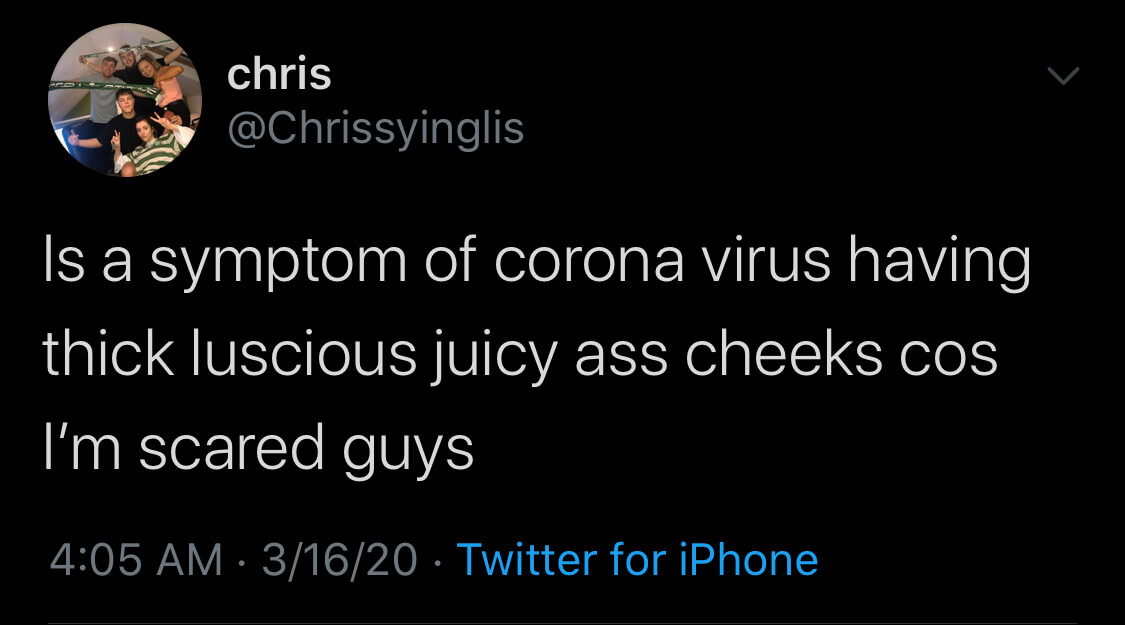 chris
@Chrissyinglis
Is a symptom of corona virus having
thick luscious juicy ass cheeks cos
I'm scared guys
4:05 AM · 3/16/20 · Twitter for iPhone